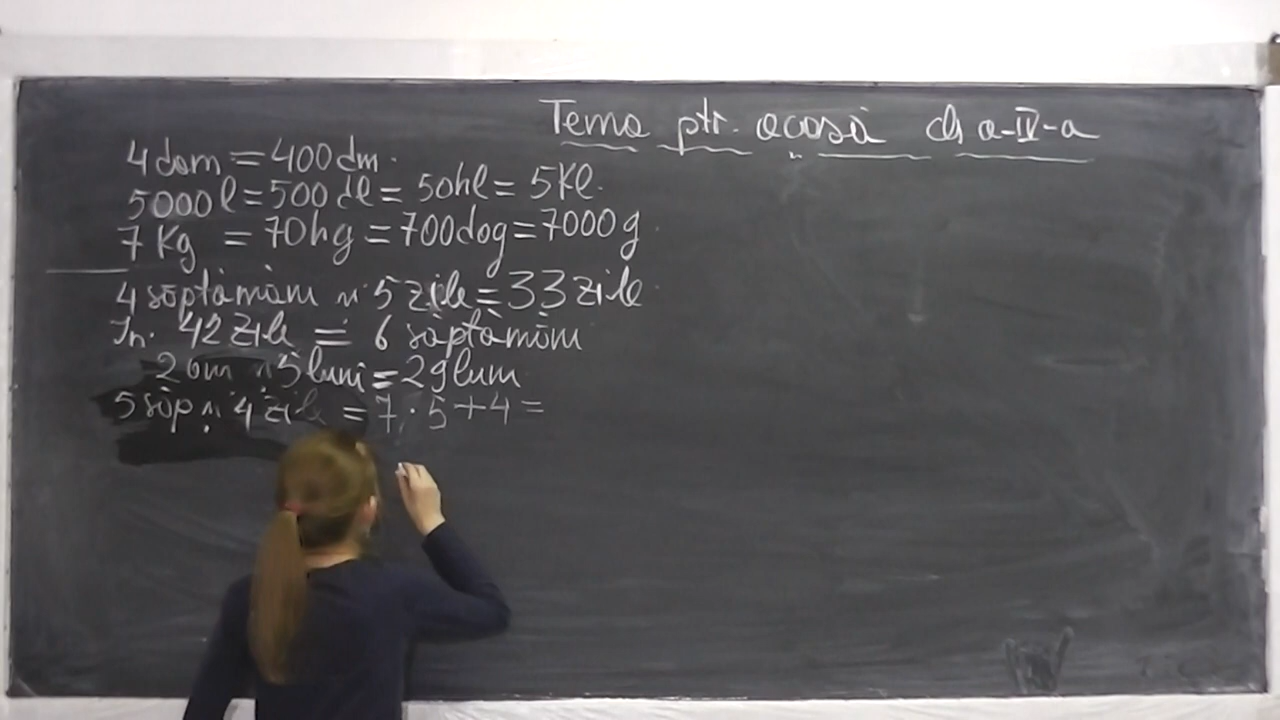 Tema ptr. acasă cls a-IV-a
4 dam = 400 dm.
5000 l = 500 dl = 50 hl = 5 Kl.
7 Kg = 70 hg = 700 dag = 7000 g
4 săptămâni și 5 zile = 33 zile
În. 42 zile = 6 săptămâni
2 ani și 5 luni = 29 luni
5 săp și 4 zile = 7 · 5 + 4 =